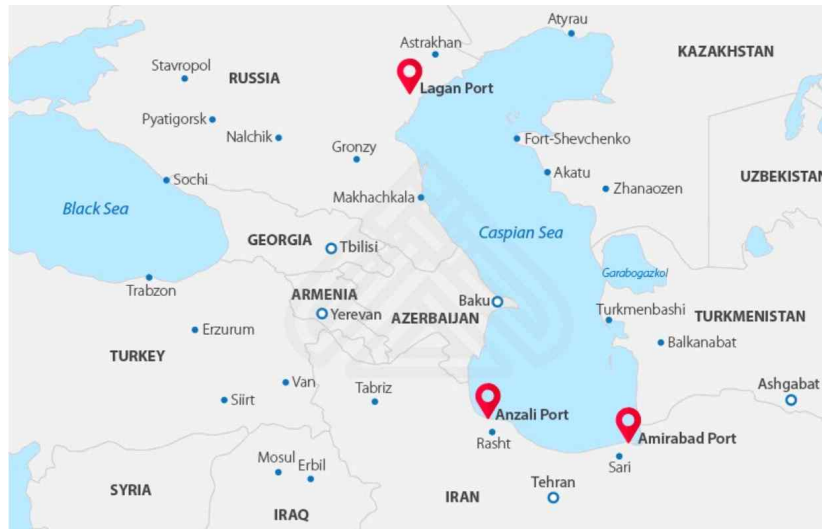 Atyrau
Astrakhan
KAZAKHSTAN
Stavropol
RUSSIA
Lagan Port
Pyatigorsk
Nalchik
Gronzy
Fort-Shevchenko
Akatu
UZBEKISTAN
Sochi
Zhanaozen
Makhachkala
Black Sea
Caspian Sea
GEORGIA
Tbilisi
Garabogazkol
Trabzon
ARMENIA
Baku
Yerevan
AZERBAIJAN
Turkmenbashi
TURKMENISTAN
Erzurum
Balkanabat
TURKEY
Van
Tabriz
Ashgabat
Siirt
Anzali Port
Rasht
Amirabad Port
Mosul
Erbil
Sari
Tehran
SYRIA
IRAN
IRAQ